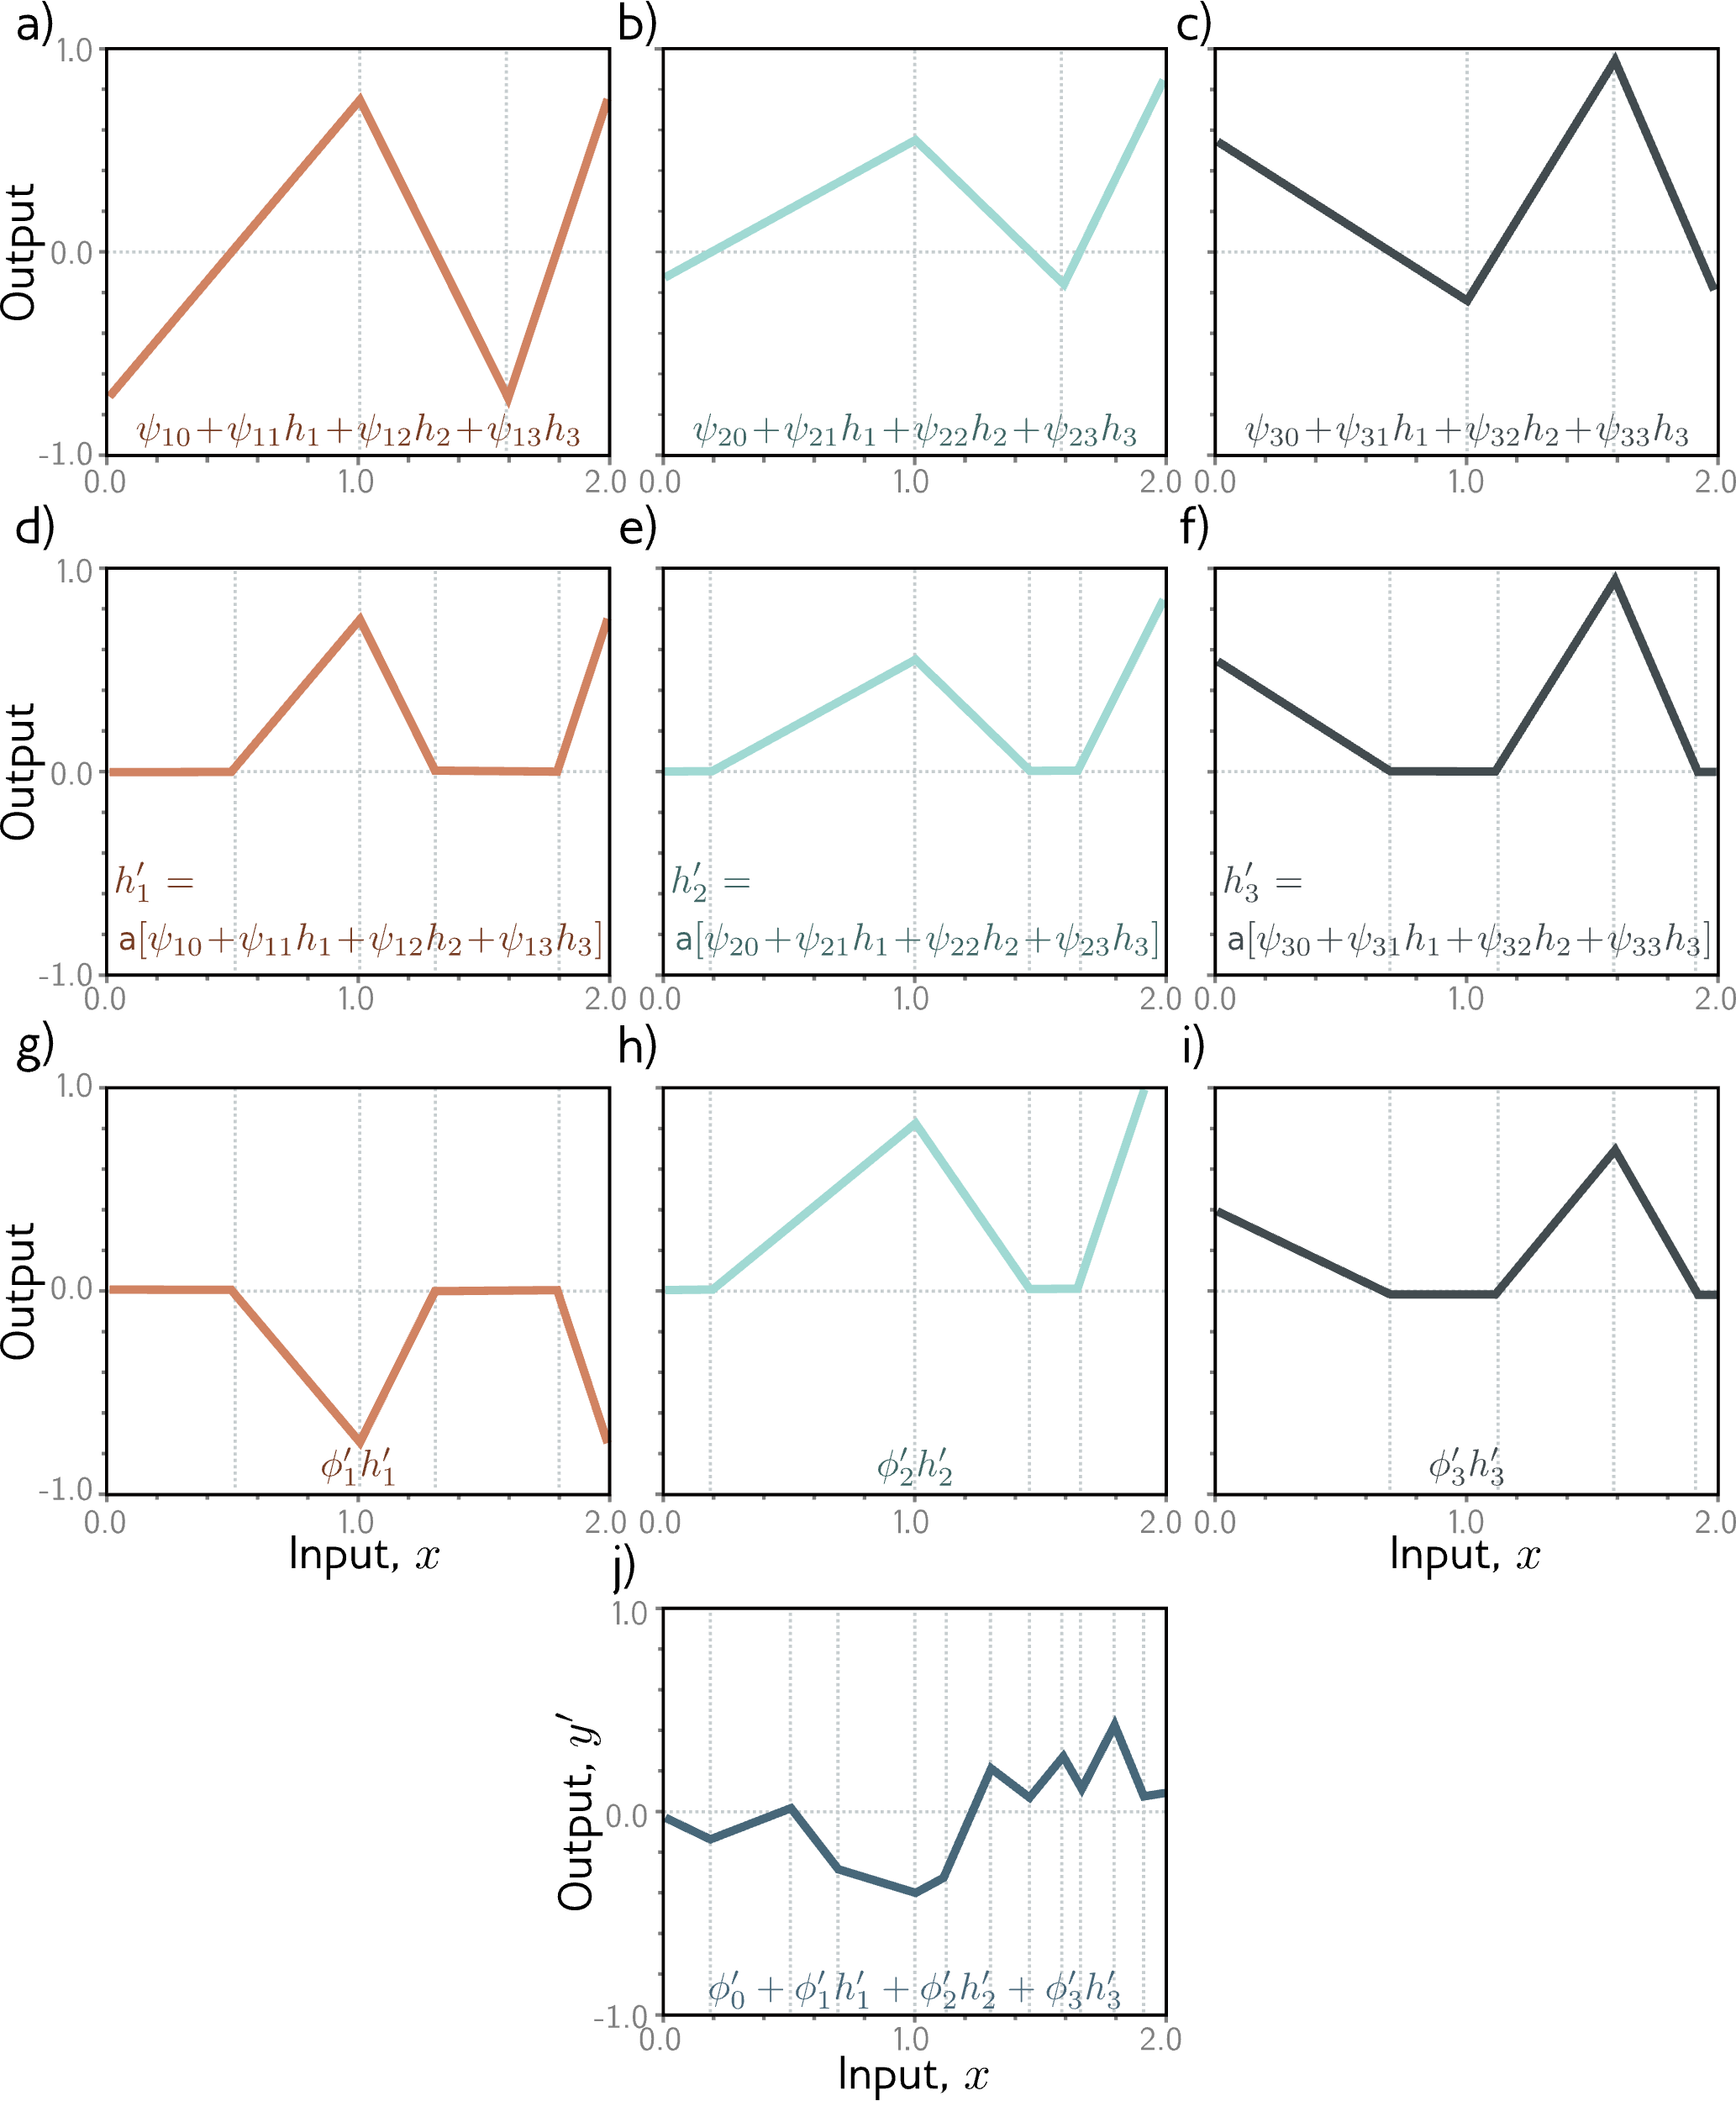 a) b) c)
1.0
Output
0.0
ψ₁₀+ψ₁₁h₁+ψ₁₂h₂+ψ₁₃h₃ ψ₂₀+ψ₂₁h₁+ψ₂₂h₂+ψ₂₃h₃ ψ₃₀+ψ₃₁h₁+ψ₃₂h₂+ψ₃₃h₃
-1.0
0.0 1.0 2.0 0.0 1.0 2.0 0.0 1.0 2.0
d) e) f)
1.0
Output
0.0
h′₁ = h′₂ = h′₃ =
a[ψ₁₀+ψ₁₁h₁+ψ₁₂h₂+ψ₁₃h₃] a[ψ₂₀+ψ₂₁h₁+ψ₂₂h₂+ψ₂₃h₃] a[ψ₃₀+ψ₃₁h₁+ψ₃₂h₂+ψ₃₃h₃]
-1.0
0.0 1.0 2.0 0.0 1.0 2.0 0.0 1.0 2.0
g) h) i)
1.0
Output
0.0
ϕ′₁h′₁ ϕ′₂h′₂ ϕ′₃h′₃
-1.0
0.0 1.0 2.0 0.0 1.0 2.0 0.0 1.0 2.0
Input, x Input, x
j)
1.0
Output, y′
0.0
ϕ′₀ + ϕ′₁h′₁ + ϕ′₂h′₂ + ϕ′₃h′₃
-1.0
0.0 1.0 2.0
Input, x